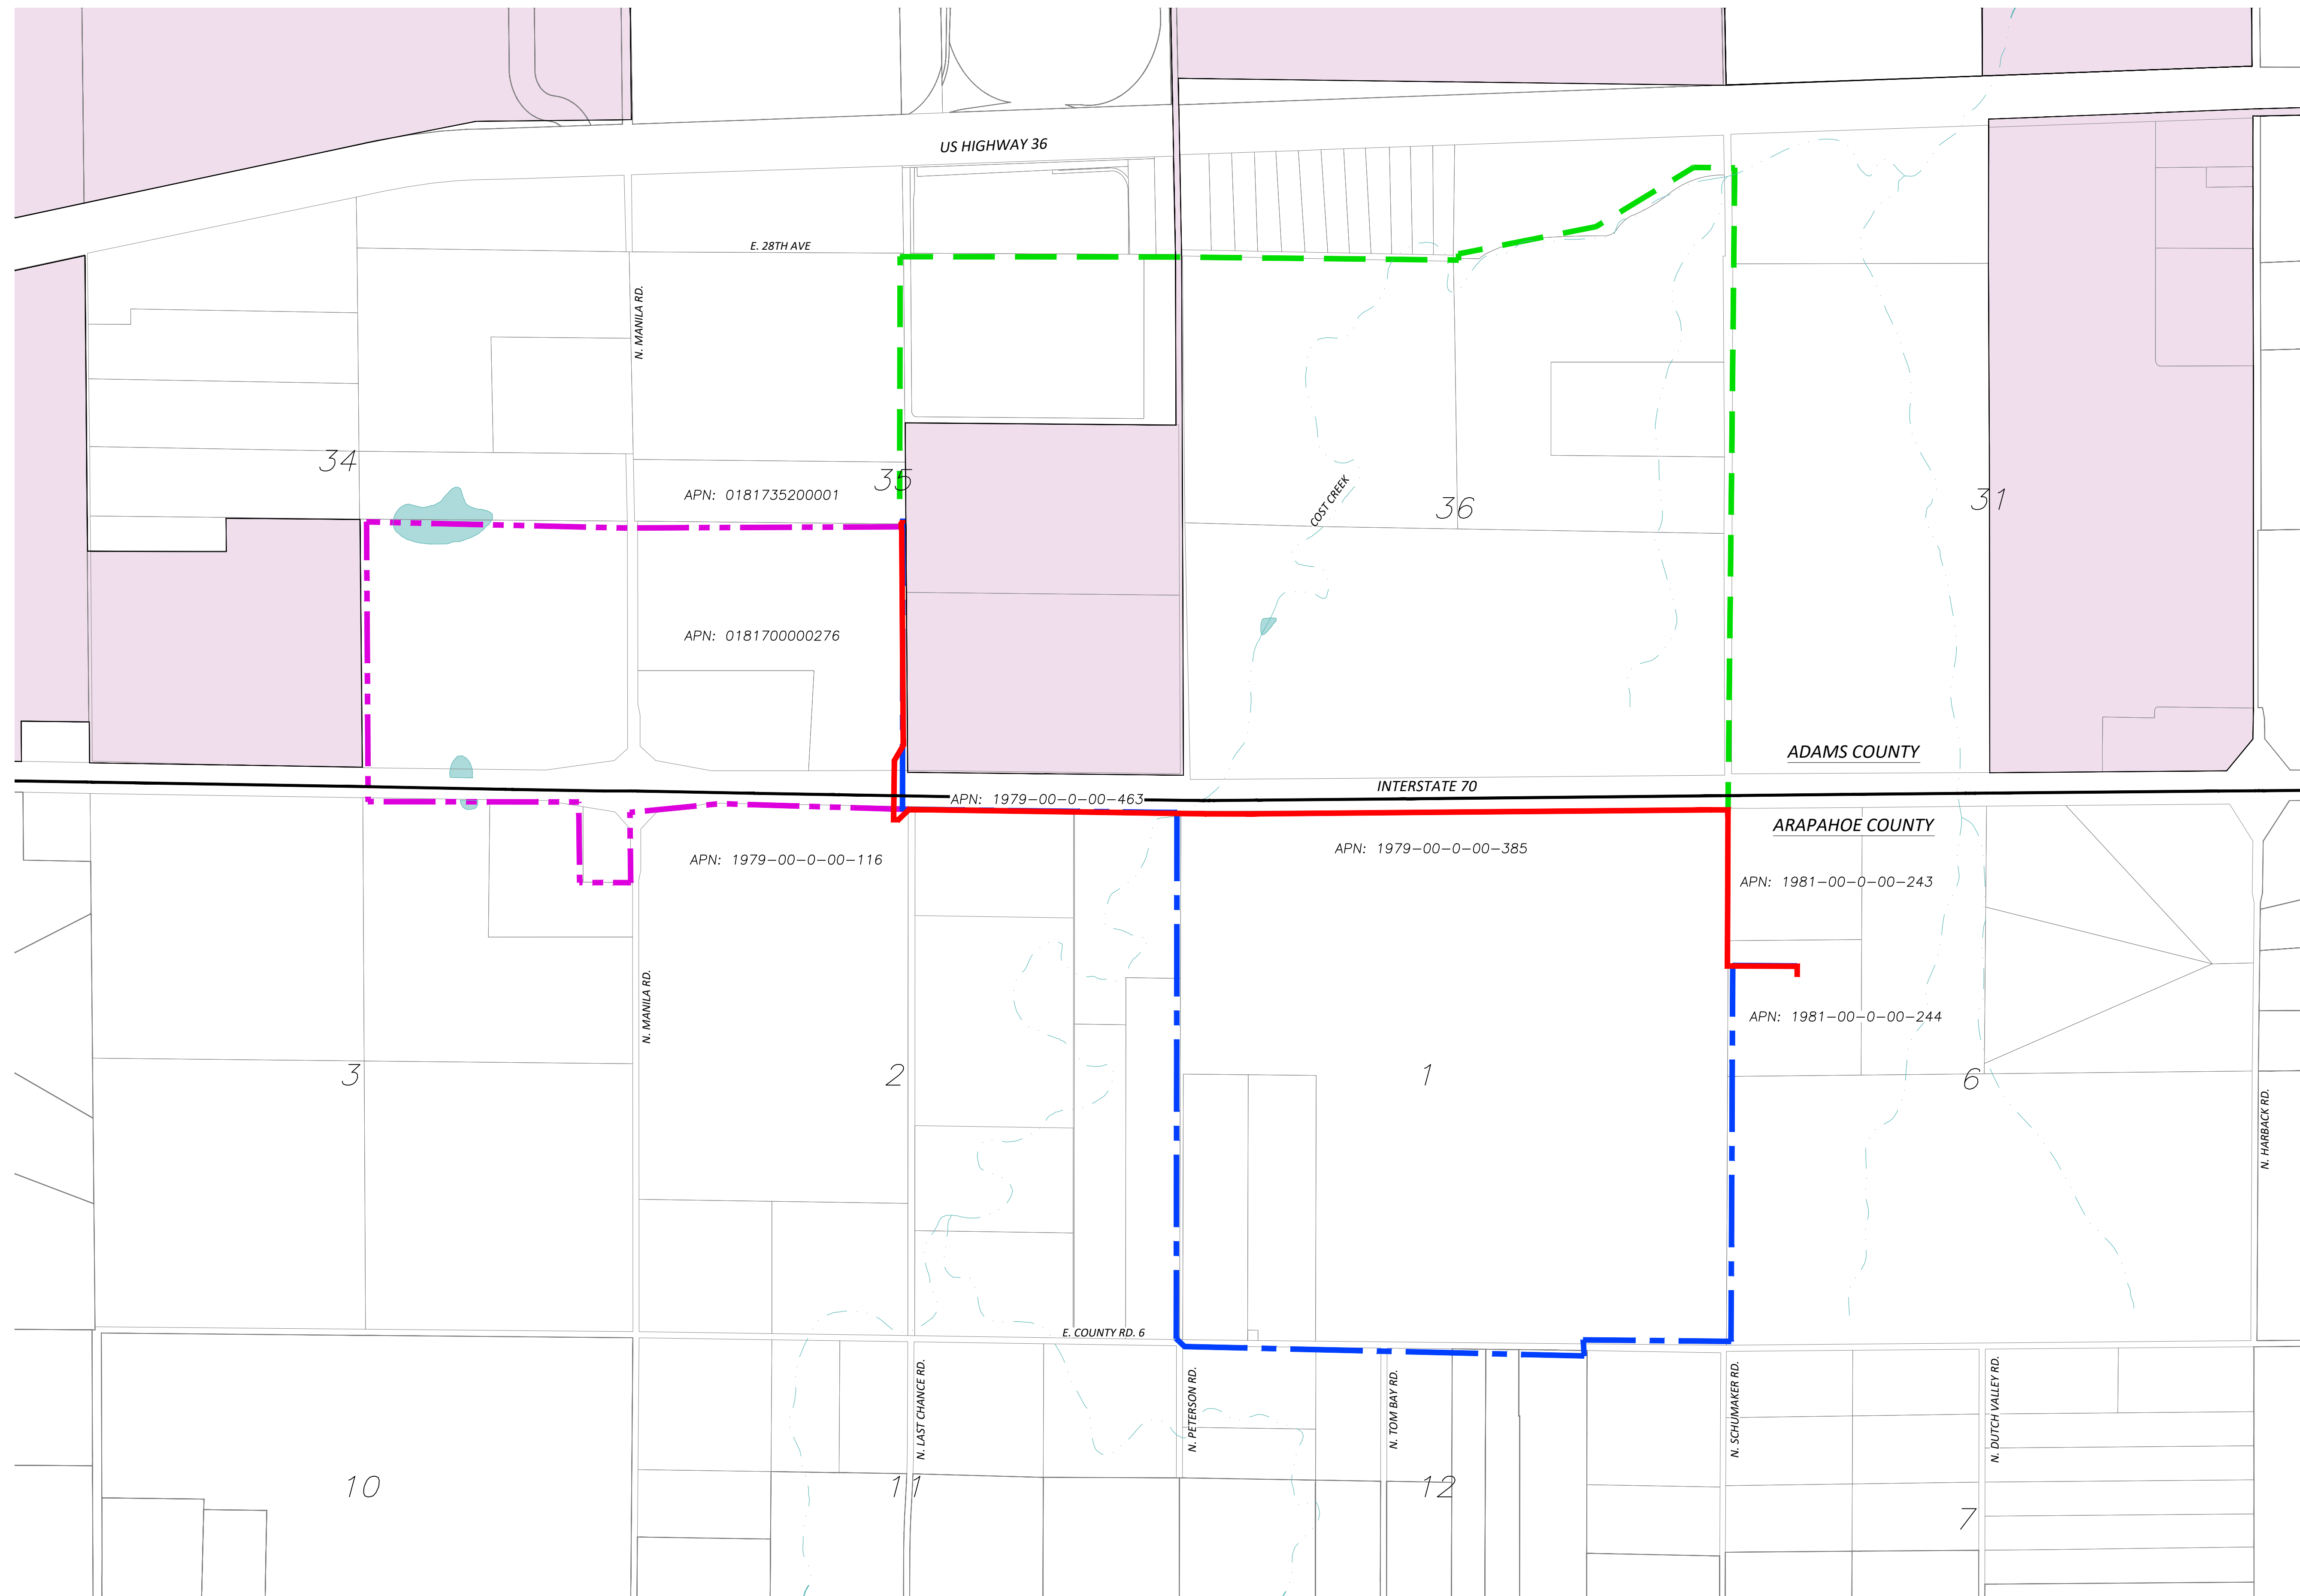 US HIGHWAY 36
E. 28TH AVE
N. MANILA RD.
34
35
APN: 0181735200001
36
31
COST CREEK
APN: 0181700000276
ADAMS COUNTY
INTERSTATE 70
APN: 1979-00-0-00-463
ARAPAHOE COUNTY
APN: 1979-00-0-00-116
APN: 1979-00-0-00-385
APN: 1981-00-0-00-243
N. MANILA RD.
APN: 1981-00-0-00-244
3
2
1
6
N. HARBACK RD.
E. COUNTY RD. 6
N. LAST CHANCE RD.
N. PETERSON RD.
N. TOM BAY RD.
N. SCHUMAKER RD.
N. DUTCH VALLEY RD.
10
11
12
7